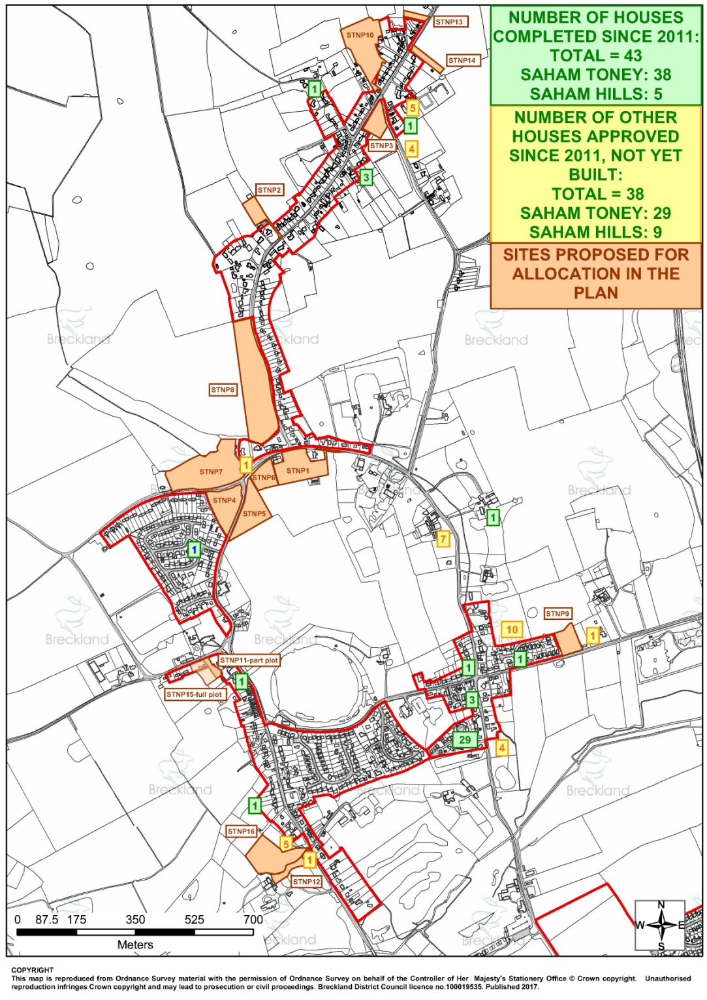 NUMBER OF HOUSES
COMPLETED SINCE 2011:
TOTAL = 43
SAHAM TONEY: 38
SAHAM HILLS: 5
NUMBER OF OTHER
HOUSES APPROVED
SINCE 2011, NOT YET
BUILT:
TOTAL = 38
SAHAM TONEY: 29
SAHAM HILLS: 9
SITES PROPOSED FOR
ALLOCATION IN THE
PLAN
STNP13
STNP10
STNP14
1
5
1
STNP3
4
3
STNP2
Breckland
Breckland
Breckland
Brec
STNP8
STNP7
1
STNP6
STNP1
STNP4
STNP5
Breckland
Breckland
Breckland
1
7
1
STNP9
10
1
Breckland
Breckland
Breckland
1
1
STNP11-part plot
1
STNP15-full plot
3
29
4
Breckland
Breckland
Breckland
1
STNP16
5
1
STNP12
0 87.5 175 350 525 700
Meters
eckland
Breckland
N
W E
S
COPYRIGHT
This map is reproduced from Ordnance Survey material with the permission of Ordnance Survey on behalf of the Controller of Her Majesty's Stationery Office © Crown copyright. Unauthorised
reproduction infringes Crown copyright and may lead to prosecution or civil proceedings. Breckland District Council licence no.100019535. Published 2017.